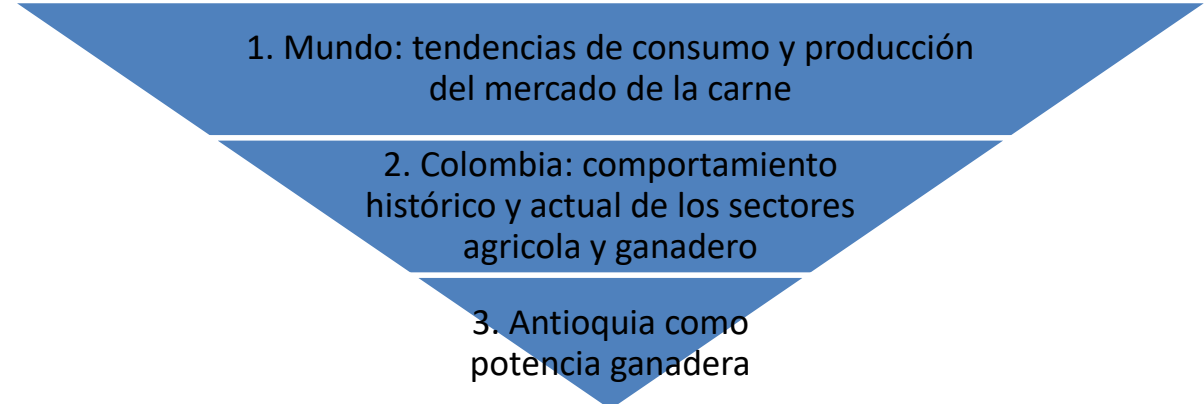 1. Mundo: tendencias de consumo y producción
del mercado de la carne
2. Colombia: comportamiento
histórico y actual de los sectores
agricola y ganadero
3. Antioquia como
potencia ganadera